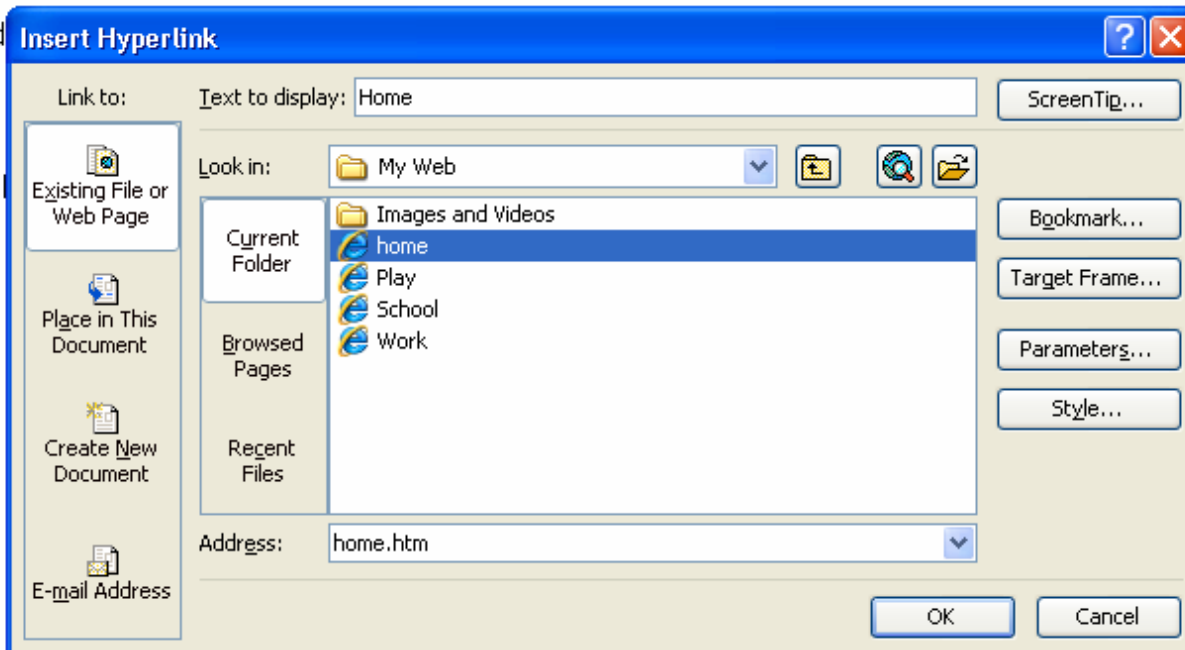 Insert Hyperlink
Link to:
Text to display: Home
ScreenTip...
Existing File or
Web Page
Look in: My Web
Current
Folder
Images and Videos
home
Play
School
Work
Bookmark...
Target Frame...
Place in This
Document
Browsed
Pages
Parameters...
Style...
Create New
Document
Recent
Files
Address: home.htm
E-mail Address
OK
Cancel